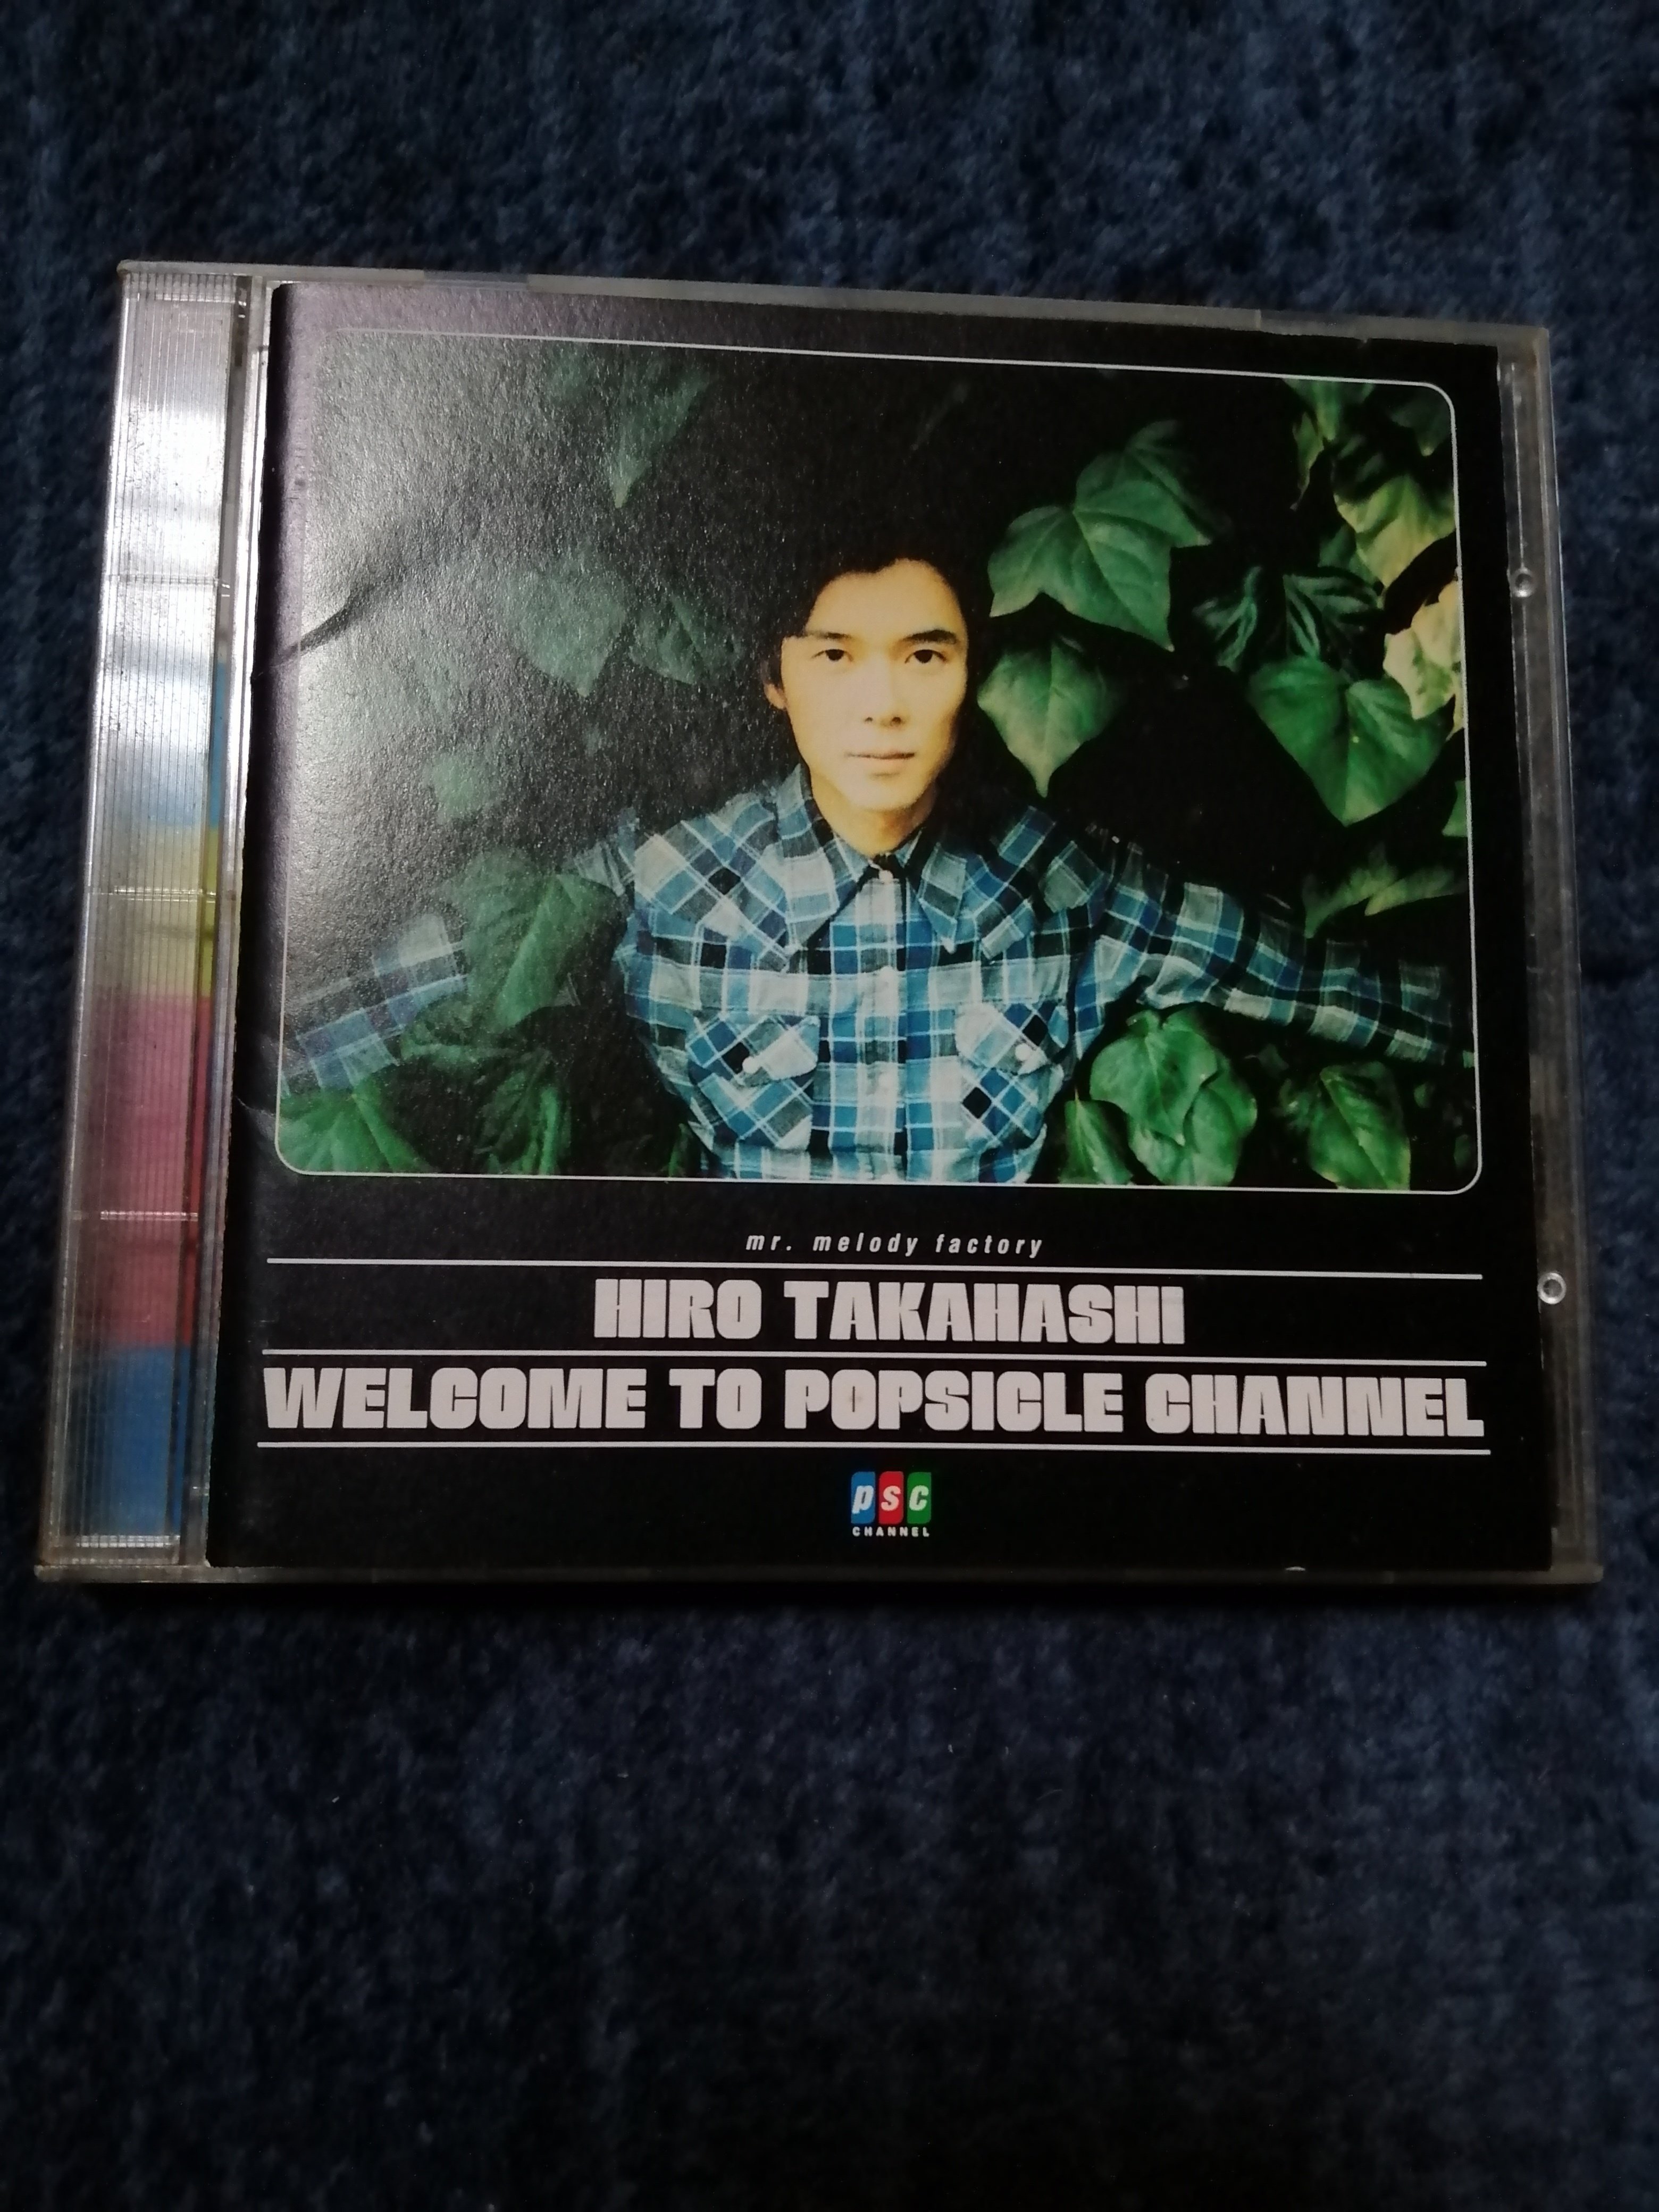 mr. melody factory
HIRO TAKAHASHI
WELCOME TO POPSICLE CHANNEL
psc
CHANNEL